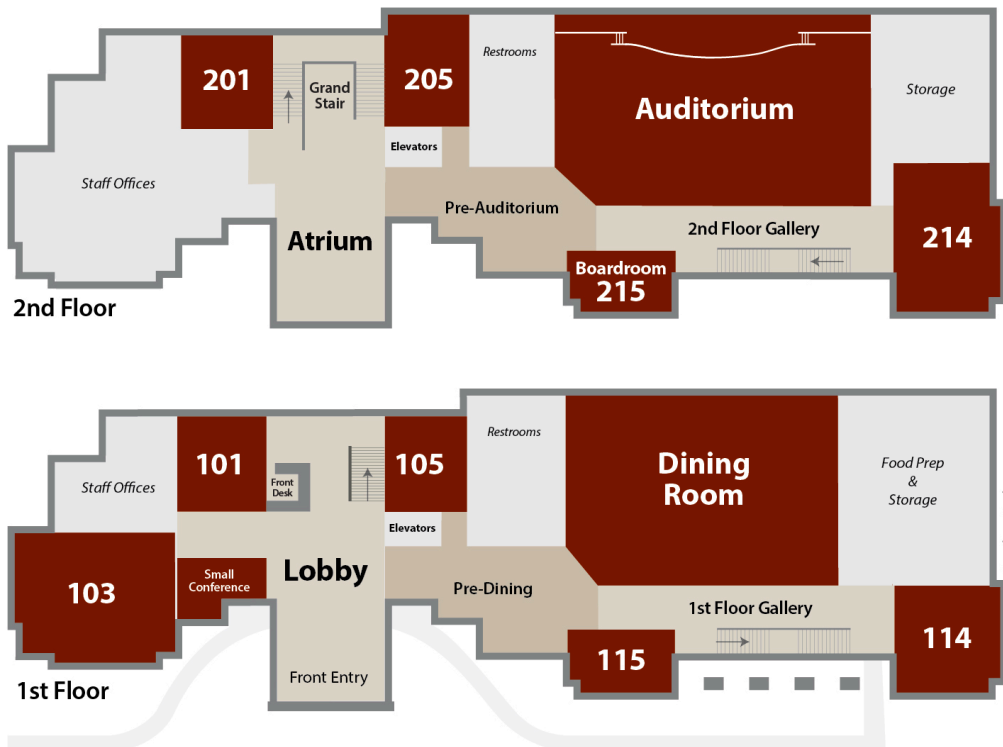 201
Grand
Stair
205
Restrooms
Auditorium
Storage
Elevators
Staff Offices
Pre-Auditorium
Atrium
2nd Floor Gallery
214
Boardroom
215
2nd Floor
101
Front
Desk
105
Restrooms
Dining
Room
Food Prep
&
Storage
Staff Offices
Elevators
103
Small
Conference
Lobby
Pre-Dining
1st Floor Gallery
115
114
Front Entry
1st Floor